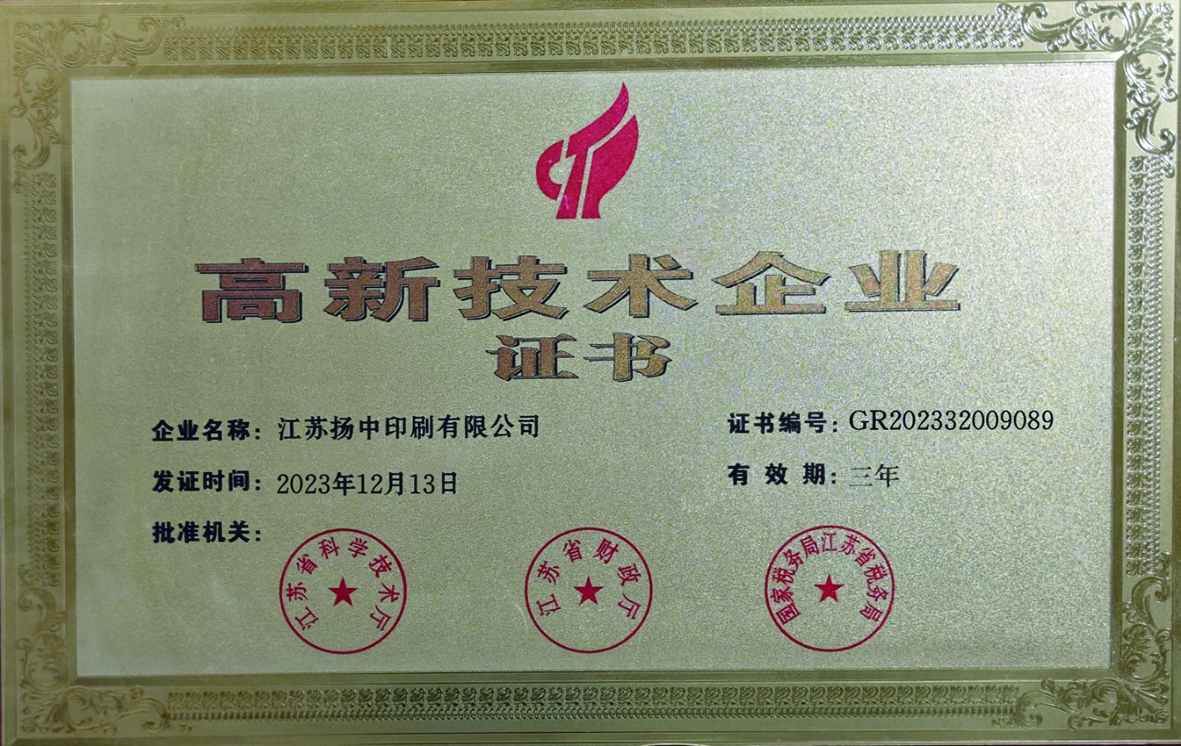 高新技术企业
证书
企业名称：江苏扬中印刷有限公司
证书编号：GR202332009089
发证时间：2023年12月13日
有效期：三年
批准机关：
江苏省科学技术厅
江苏省财政厅
国家税务局江苏省税务局